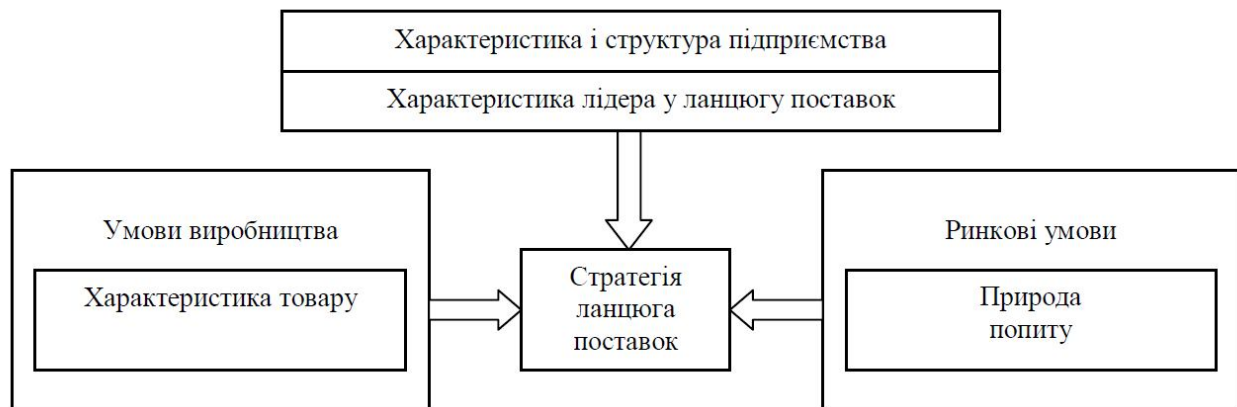 Характеристика і структура підприємства
Характеристика лідера у ланцюгу поставок
Умови виробництва
Характеристика товару
Стратегія
ланцюга
поставок
Ринкові умови
Природа
попиту